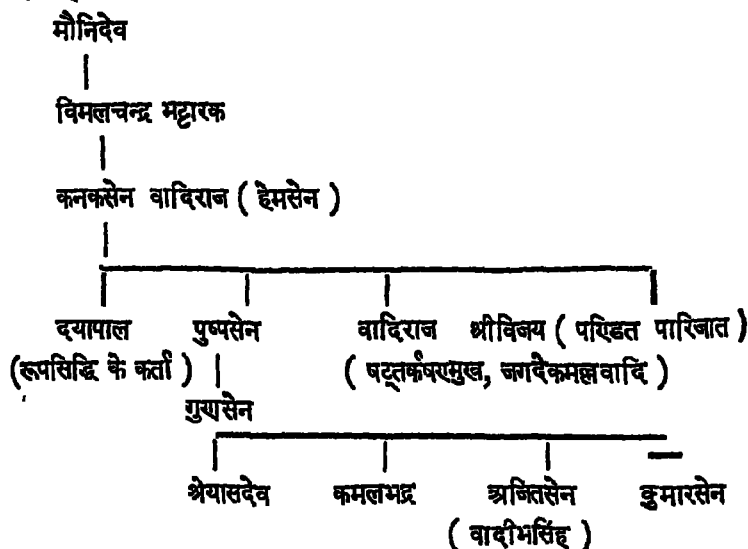 मौनिदेव
विमलचन्द्र भट्टारक
कनकसेन वादिराज ( हेमसेन )
दयापाल पुष्पसेन वादिराज श्रीविजय ( पण्डित पारिजात )
(रूपसिद्धि के कर्ता ) ( षट्तर्कषण्मुख, जगदेकमल्लवादि )
गुणसेन
श्रेयासदेव कमलभद्र अजितसेन कुमारसेन
( वादीभसिंह )